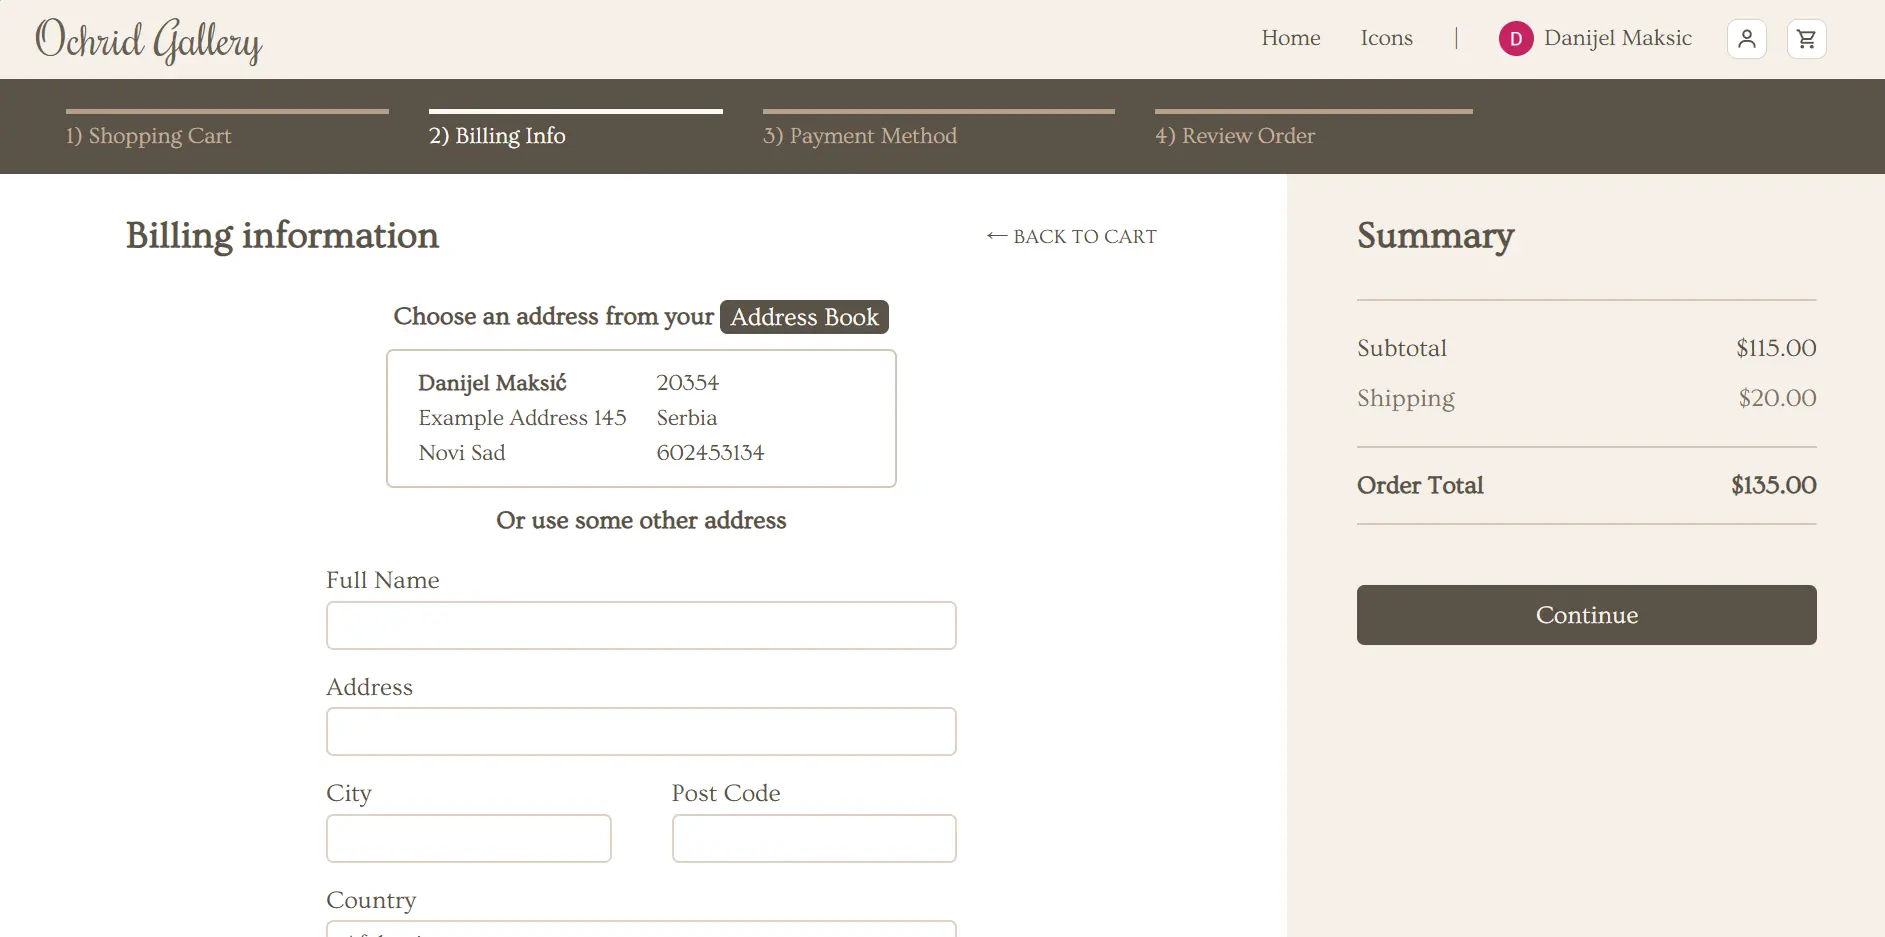 Ochrid Gallery
Home Icons | D Danijel Maksic
1) Shopping Cart 2) Billing Info 3) Payment Method 4) Review Order
Billing information
← BACK TO CART
Choose an address from your Address Book
Danijel Maksić 20354
Example Address 145 Serbia
Novi Sad 602453134
Or use some other address
Full Name
Address
City Post Code
Country
Summary
Subtotal $115.00
Shipping $20.00
Order Total $135.00
Continue